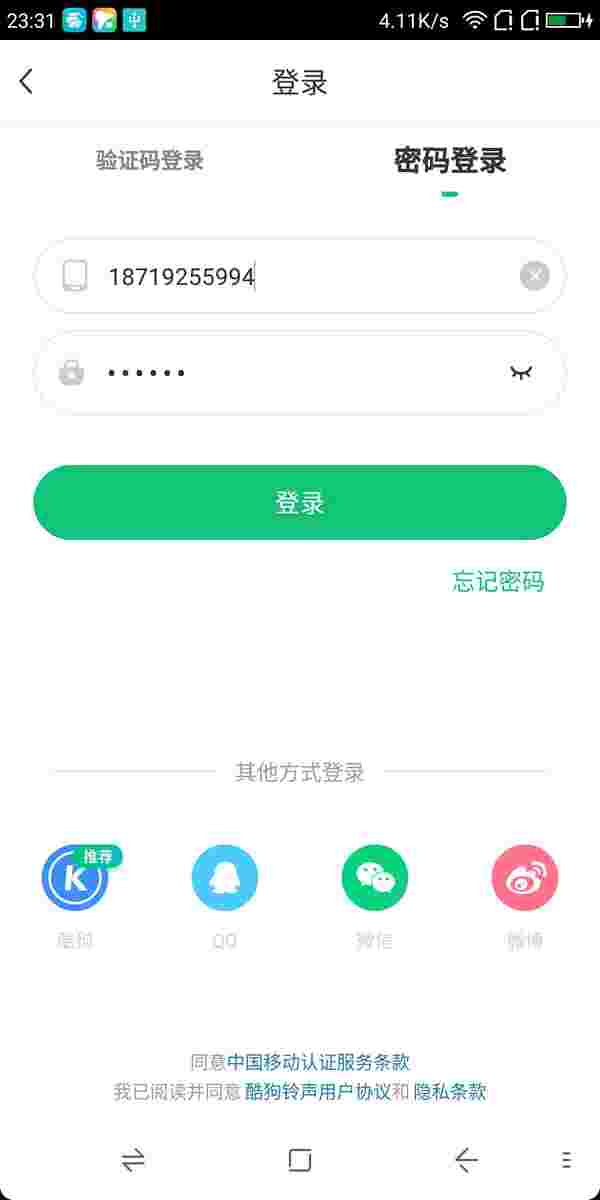 23:31 4.11K/s
登录
验证码登录 密码登录
18719255994
••••••
登录
忘记密码
其他方式登录
推荐
酷狗 QQ 微信 微博
同意中国移动认证服务条款
我已阅读并同意 酷狗铃声用户协议和 隐私条款